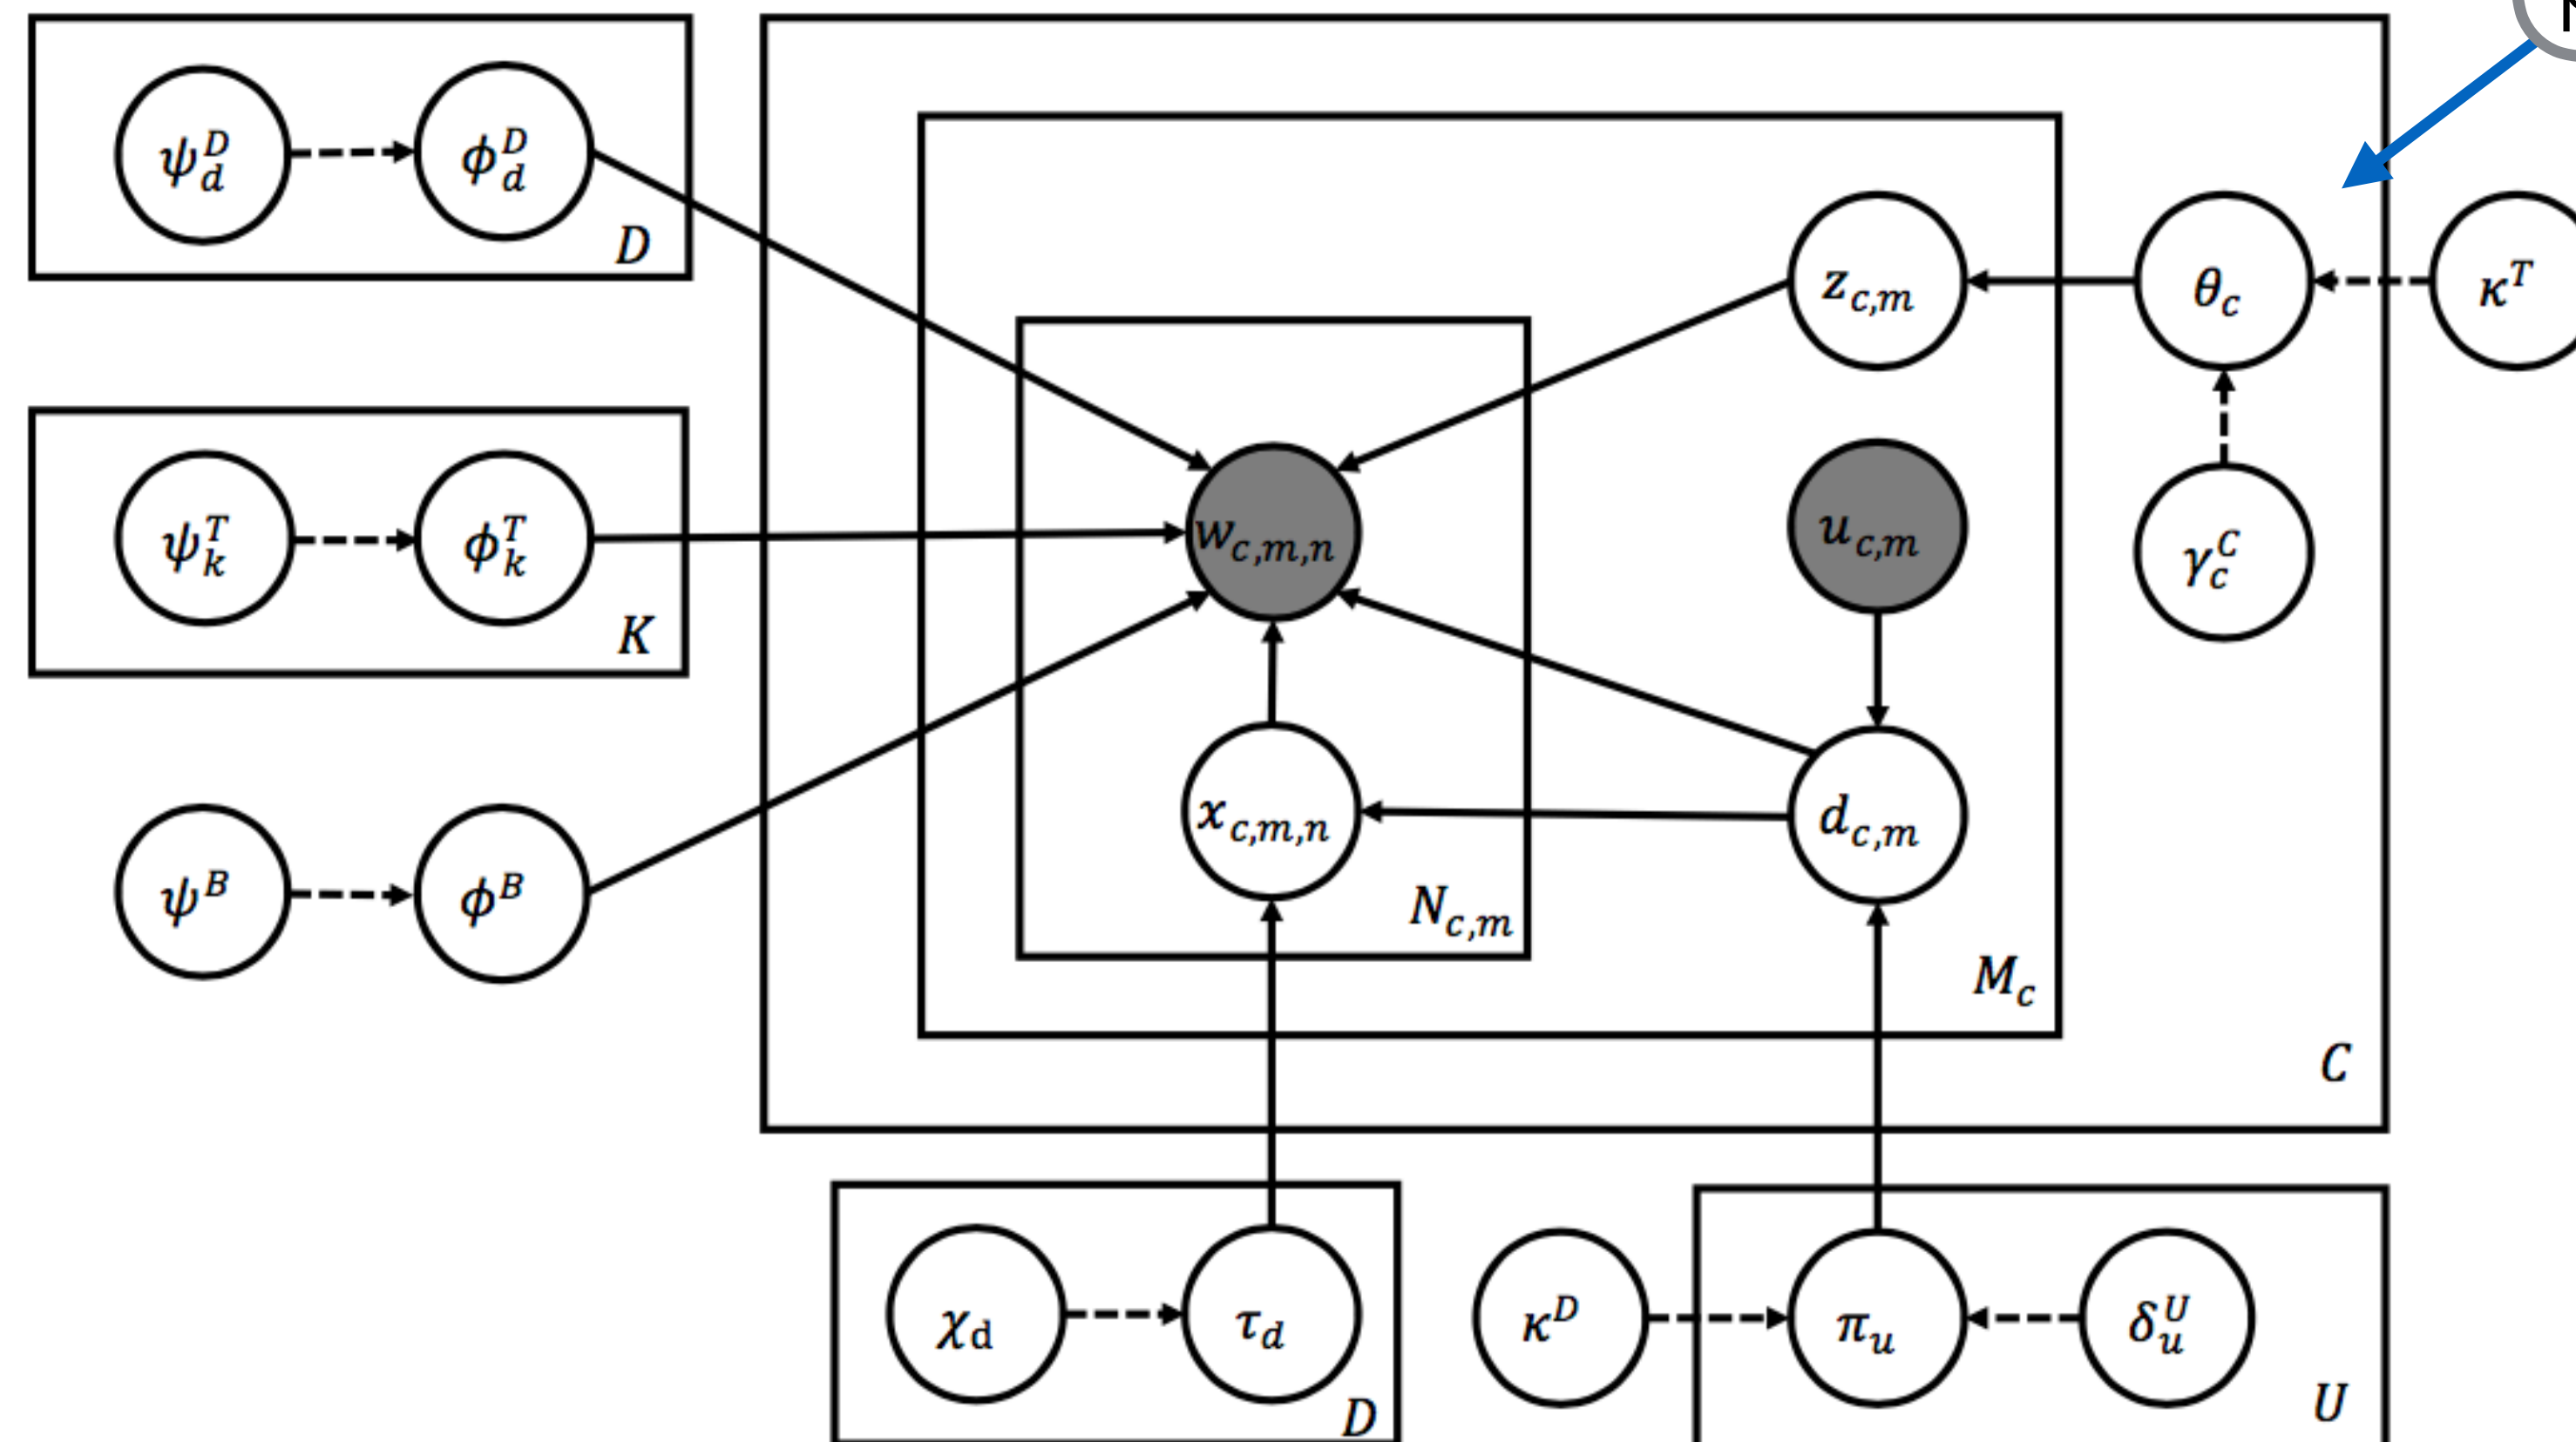 ψ_d^D
ϕ_d^D
D
ψ_k^T
ϕ_k^T
K
ψ^B
ϕ^B
w_{c,m,n}
x_{c,m,n}
N_{c,m}
z_{c,m}
u_{c,m}
d_{c,m}
M_c
θ_c
κ^T
γ_c^C
C
χ_d
τ_d
D
κ^D
π_u
δ_u^U
U